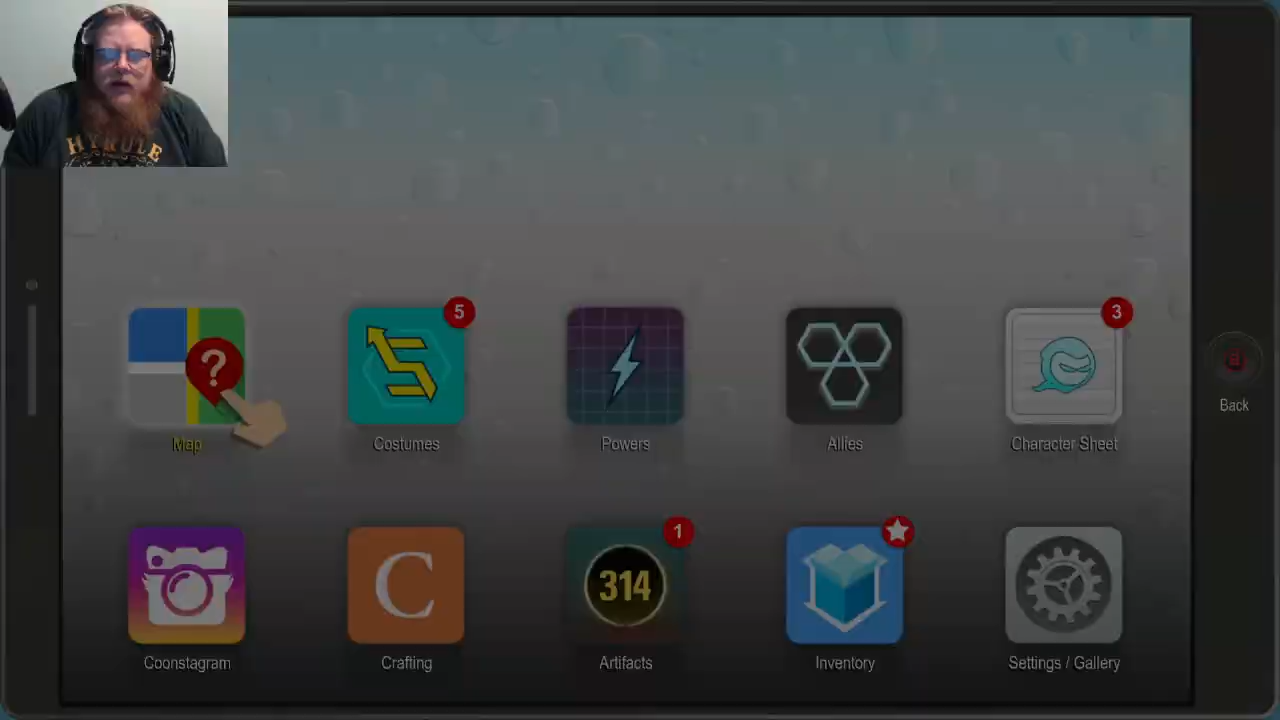 HYRULE
?
5
3
Map
Costumes
Powers
Allies
Character Sheet
Back
C
314
1
Coonstagram
Crafting
Artifacts
Inventory
Settings / Gallery